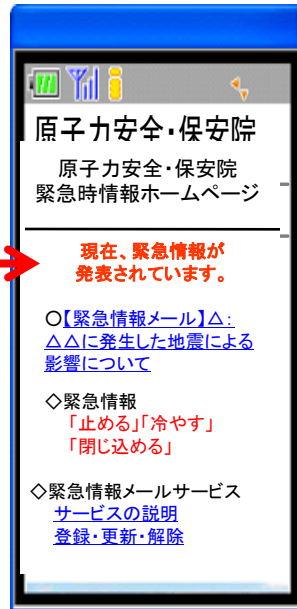 原子力安全・保安院
原子力安全・保安院
緊急時情報ホームページ
現在、緊急情報が
発表されています。
○【緊急情報メール】△:
△△に発生した地震による
影響について
◇緊急情報
「止める」「冷やす」
「閉じ込める」
◇緊急情報メールサービス
サービスの説明
登録・更新・解除